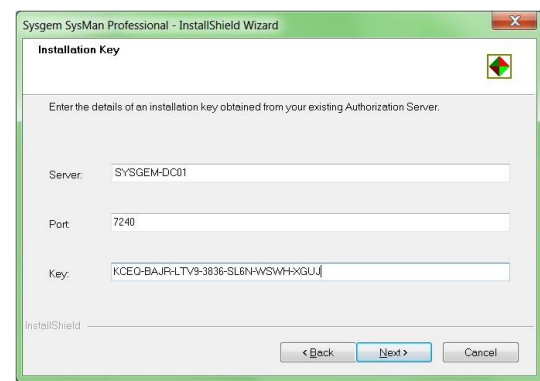 Sysgem SysMan Professional - InstallShield Wizard
Installation Key
Enter the details of an installation key obtained from your existing Authorization Server.
Server: SYSGEM-DC01
Port: 7240
Key: KCEQ-BAJR-LTV9-3836-SL6N-WSWH-XGUJ
InstallShield
< Back Next > Cancel